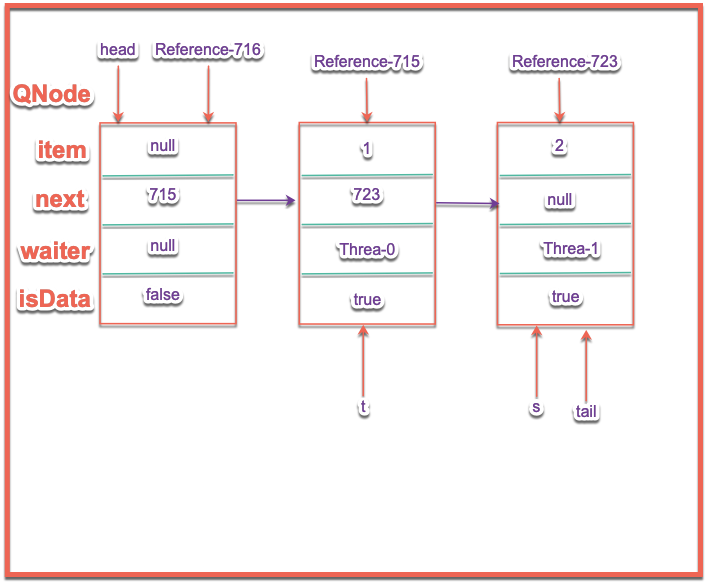 head Reference-716
Reference-715
Reference-723
QNode
item null 1 2
next 715 723 null
waiter null Threa-0 Threa-1
isData false true true
t s tail